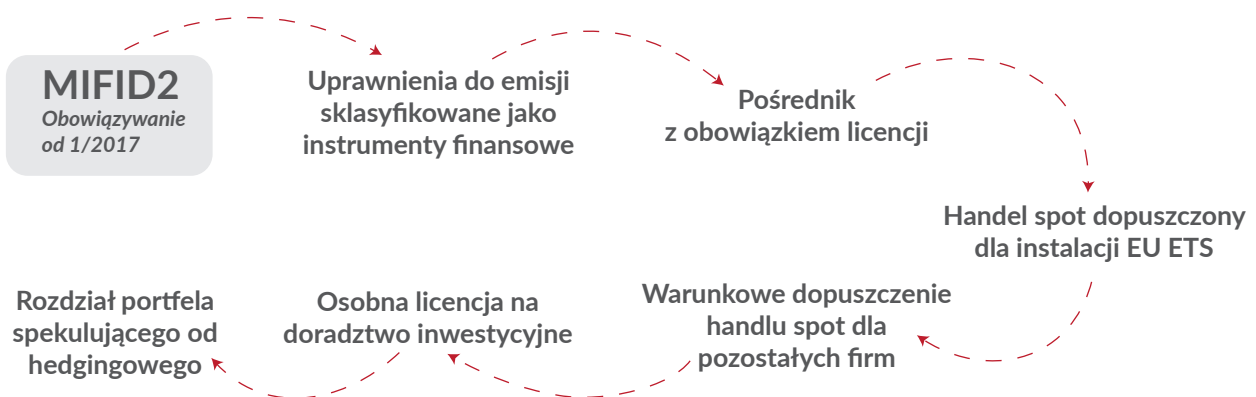 MIFID2
Obowiązywanie
od 1/2017
Uprawnienia do emisji
sklasyfikowane jako
instrumenty finansowe
Pośrednik
z obowiązkiem licencji
Handel spot dopuszczony
dla instalacji EU ETS
Warunkowe dopuszczenie
handlu spot dla
pozostałych firm
Osobna licencja na
doradztwo inwestycyjne
Rozdział portfela
spekulującego od
hedgingowego